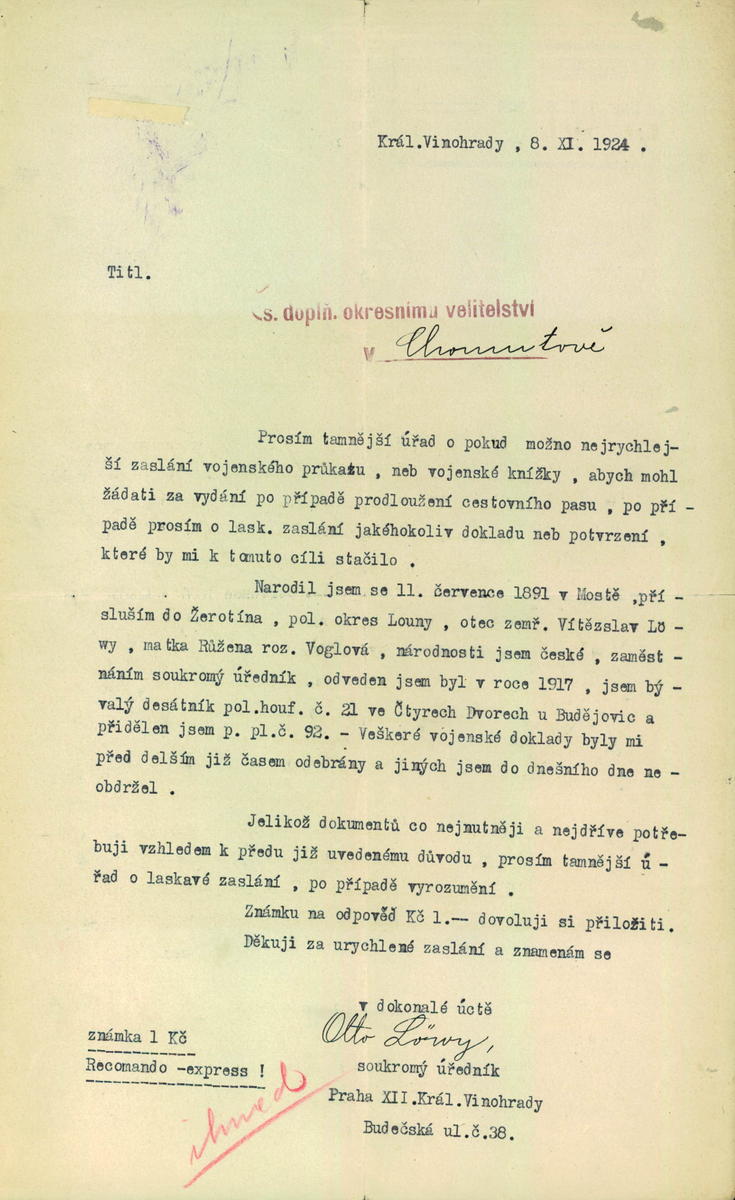 Král.Vinohrady , 8. XI. 1924 .
Titl.
Čs. doplň. okresnímu velitelství
v Chomutově
Prosím tamnější úřad o pokud možno nejrychlej-
ší zaslání vojenského průkazu , neb vojenské knížky , abych mohl
žádati za vydání po případě prodloužení cestovního pasu , po pří -
padě prosím o lask. zaslání jakéhokoliv dokladu neb potvrzení ,
které by mi k tomuto cíli stačilo .
Narodil jsem se 11. července 1891 v Mostě ,pří -
sluším do Žerotína , pol. okres Louny , otec zemř. Vítězslav Lö -
wy , matka Růžena roz. Voglová , národnosti jsem české , zaměst -
náním soukromý úředník , odveden jsem byl v roce 1917 , jsem bý -
valý desátník pol.houf. č. 21 ve Čtyrech Dvorech u Budějovic a
přidělen jsem p. pl.č. 92. - Veškeré vojenské doklady byly mi
před delším již časem odebrány a jiných jsem do dnešního dne ne -
obdržel .
Jelikož dokumentů co nejnutněji a nejdříve potře-
buji vzhledem k předu již uvedenému důvodu , prosím tamnější ú -
řad o laskavé zaslání , po případě vyrozumění .
Známku na odpověď Kč 1.-- dovoluji si přiložiti.
Děkuji za urychlené zaslání a znamenám se
v dokonalé úctě
Otto Löwy,
soukromý úředník
Praha XII.Král.Vinohrady
Budečská ul.č.38.
známka 1 Kč
Recomando -express !
ihned